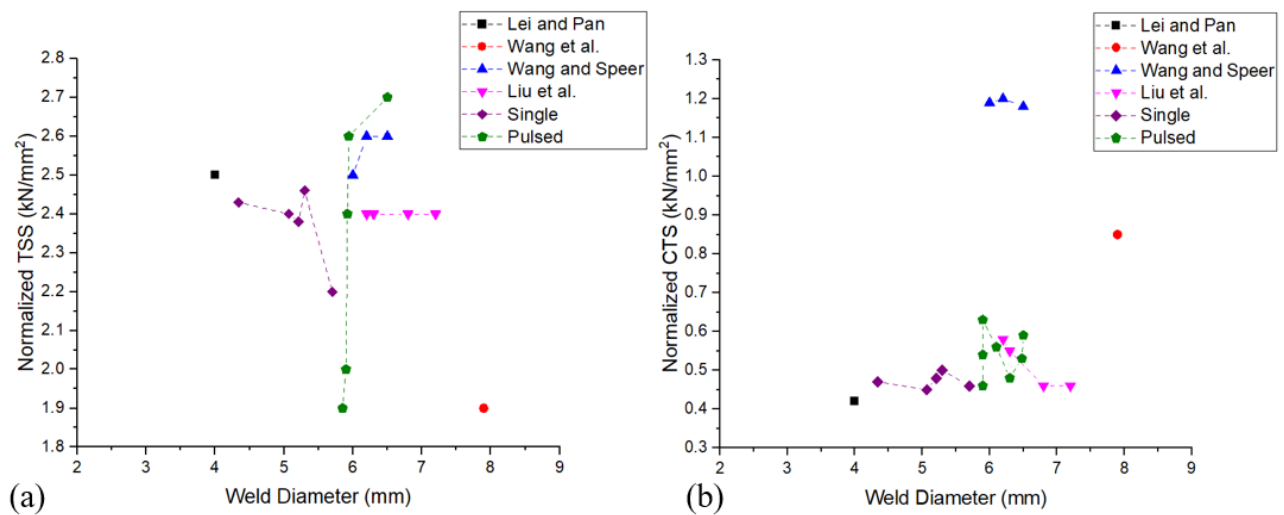 Lei and Pan
Wang et al.
Wang and Speer
Liu et al.
Single
Pulsed
2.8
2.7
2.6
2.5
2.4
2.3
2.2
2.1
2.0
1.9
1.8
Normalized TSS (kN/mm²)
2 3 4 5 6 7 8 9
Weld Diameter (mm)
(a)
Lei and Pan
Wang et al.
Wang and Speer
Liu et al.
Single
Pulsed
1.3
1.2
1.1
1.0
0.9
0.8
0.7
0.6
0.5
0.4
0.3
Normalized CTS (kN/mm²)
2 3 4 5 6 7 8 9
Weld Diameter (mm)
(b)